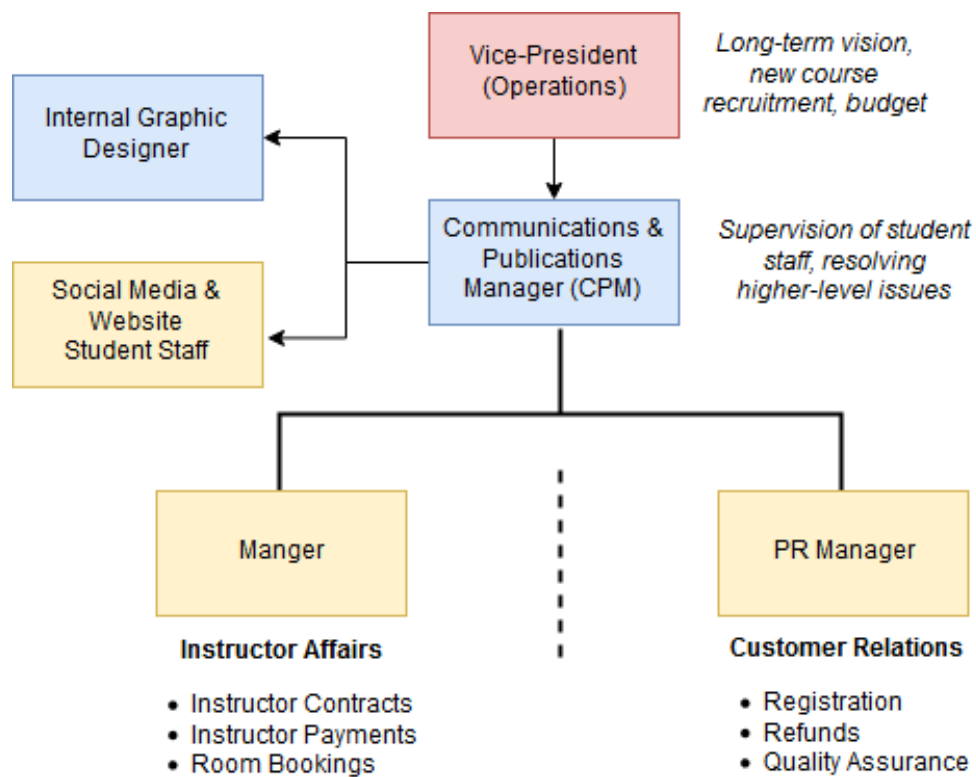 Vice-President
(Operations)
Long-term vision,
new course
recruitment, budget
Internal Graphic
Designer
Communications &
Publications
Manager (CPM)
Supervision of student
staff, resolving
higher-level issues
Social Media &
Website
Student Staff
Manger
PR Manager
Instructor Affairs
• Instructor Contracts
• Instructor Payments
• Room Bookings
Customer Relations
• Registration
• Refunds
• Quality Assurance